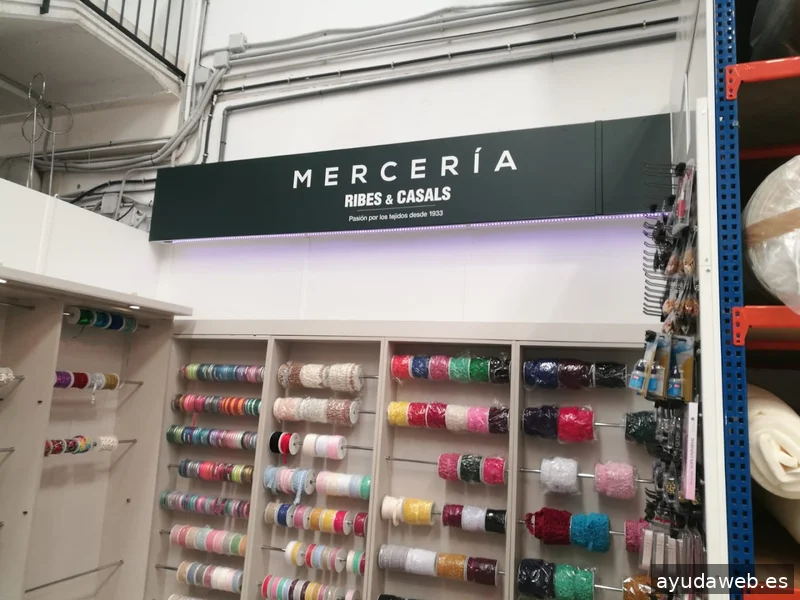 MERCERÍA
RIBES & CASALS
Pasión por los tejidos desde 1933
ayudaweb.es